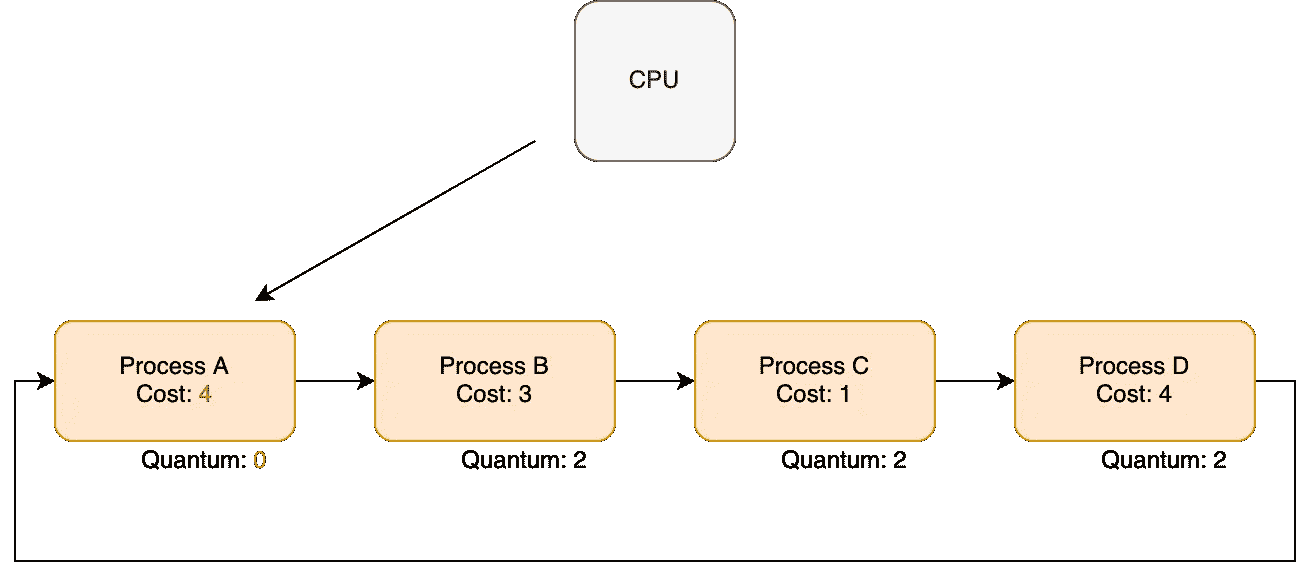 CPU
Process A
Cost: 4
Quantum: 0
Process B
Cost: 3
Quantum: 2
Process C
Cost: 1
Quantum: 2
Process D
Cost: 4
Quantum: 2